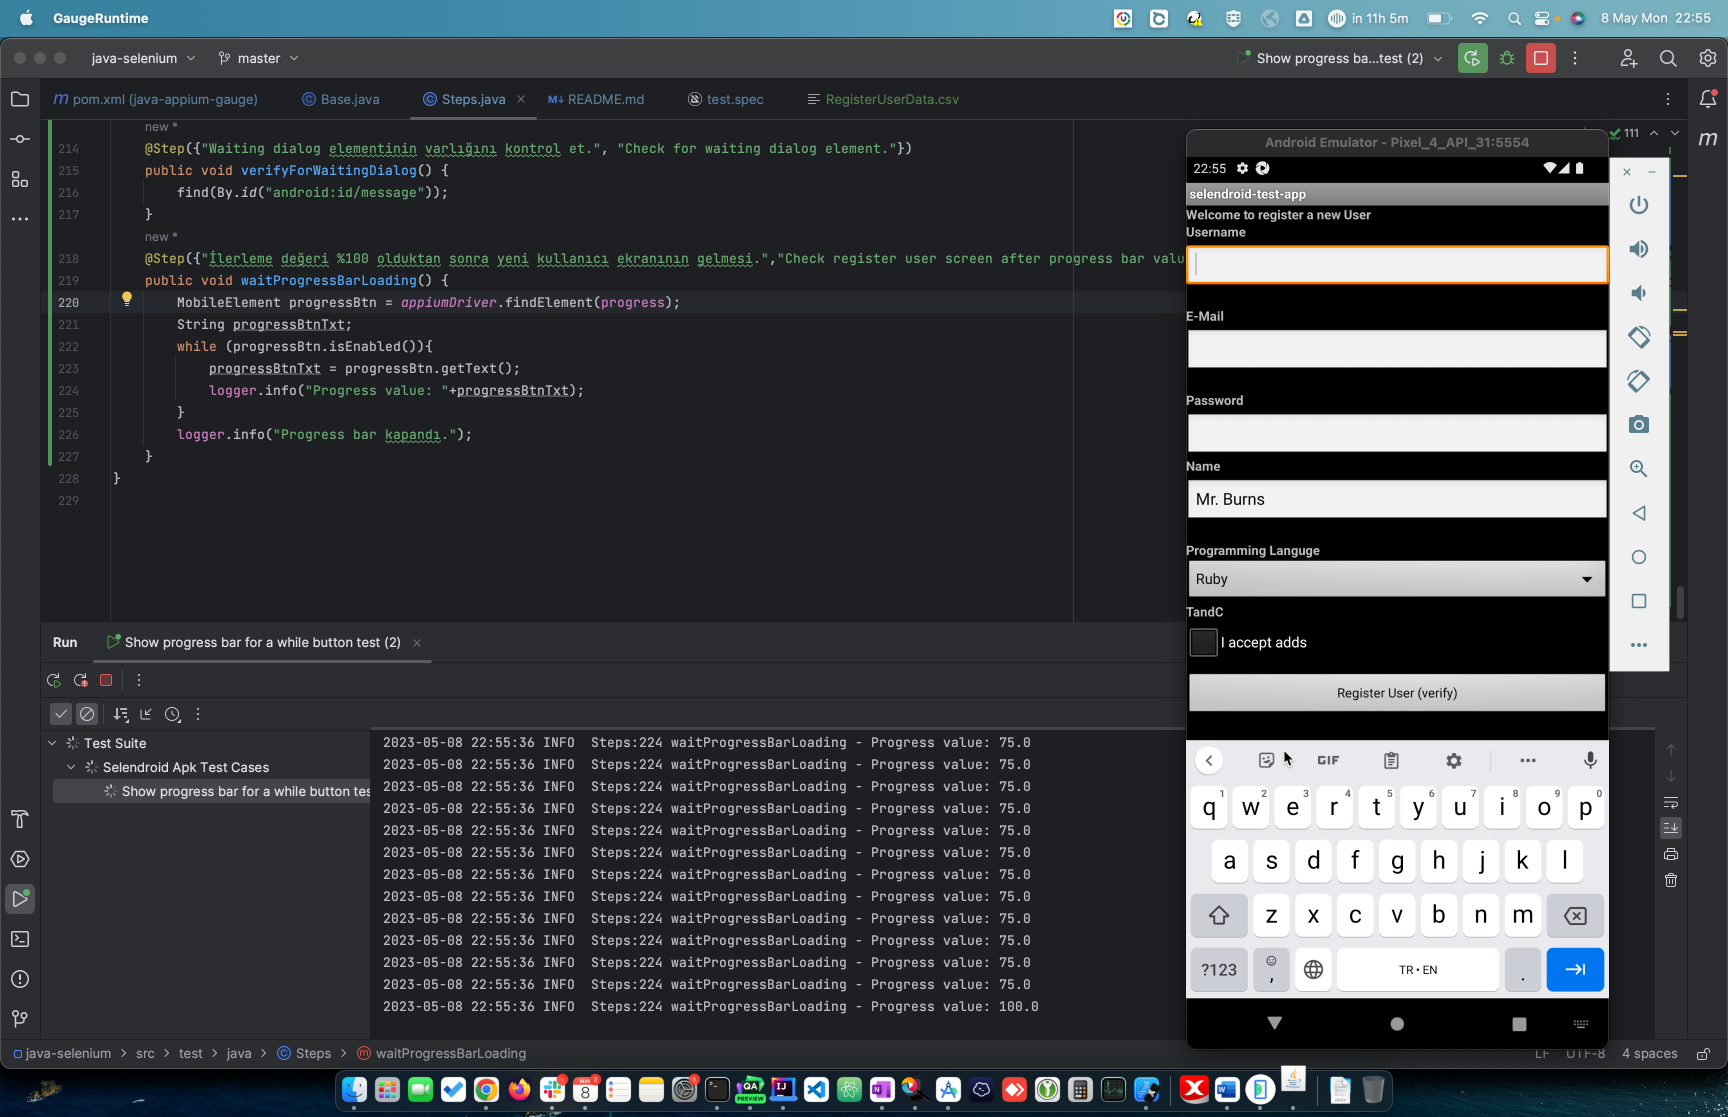 GaugeRuntime
in 11h 5m
8 May Mon 22:55
java-selenium
master
Show progress ba...test (2)
pom.xml (java-appium-gauge)
Base.java
Steps.java
README.md
test.spec
RegisterUserData.csv
111
new *
214 @Step({"Waiting dialog elementinin varlığını kontrol et.", "Check for waiting dialog element."})
215 public void verifyForWaitingDialog() {
216 find(By.id("android:id/message"));
217 }
new *
218 @Step({"İlerleme değeri %100 olduktan sonra yeni kullanıcı ekranının gelmesi.","Check register user screen after progress bar valu
219 public void waitProgressBarLoading() {
220 MobileElement progressBtn = appiumDriver.findElement(progress);
221 String progressBtnTxt;
222 while (progressBtn.isEnabled()){
223 progressBtnTxt = progressBtn.getText();
224 logger.info("Progress value: "+progressBtnTxt);
225 }
226 logger.info("Progress bar kapandı.");
227 }
228 }
229
Run
Show progress bar for a while button test (2)
Test Suite
Selendroid Apk Test Cases
Show progress bar for a while button tes
2023-05-08 22:55:36 INFO Steps:224 waitProgressBarLoading - Progress value: 75.0
2023-05-08 22:55:36 INFO Steps:224 waitProgressBarLoading - Progress value: 75.0
2023-05-08 22:55:36 INFO Steps:224 waitProgressBarLoading - Progress value: 75.0
2023-05-08 22:55:36 INFO Steps:224 waitProgressBarLoading - Progress value: 75.0
2023-05-08 22:55:36 INFO Steps:224 waitProgressBarLoading - Progress value: 75.0
2023-05-08 22:55:36 INFO Steps:224 waitProgressBarLoading - Progress value: 75.0
2023-05-08 22:55:36 INFO Steps:224 waitProgressBarLoading - Progress value: 75.0
2023-05-08 22:55:36 INFO Steps:224 waitProgressBarLoading - Progress value: 75.0
2023-05-08 22:55:36 INFO Steps:224 waitProgressBarLoading - Progress value: 75.0
2023-05-08 22:55:36 INFO Steps:224 waitProgressBarLoading - Progress value: 75.0
2023-05-08 22:55:36 INFO Steps:224 waitProgressBarLoading - Progress value: 75.0
2023-05-08 22:55:36 INFO Steps:224 waitProgressBarLoading - Progress value: 75.0
2023-05-08 22:55:36 INFO Steps:224 waitProgressBarLoading - Progress value: 100.0
java-selenium > src > test > java > Steps > waitProgressBarLoading
LF UTF-8 4 spaces
Android Emulator - Pixel_4_API_31:5554
22:55
selendroid-test-app
Welcome to register a new User
Username
E-Mail
Password
Name
Mr. Burns
Programming Languge
Ruby
TandC
I accept adds
Register User (verify)
GIF
q1 w2 e3 r4 t5 y6 u7 i8 o9 p0
a s d f g h j k l
z x c v b n m
?123 , TR • EN .